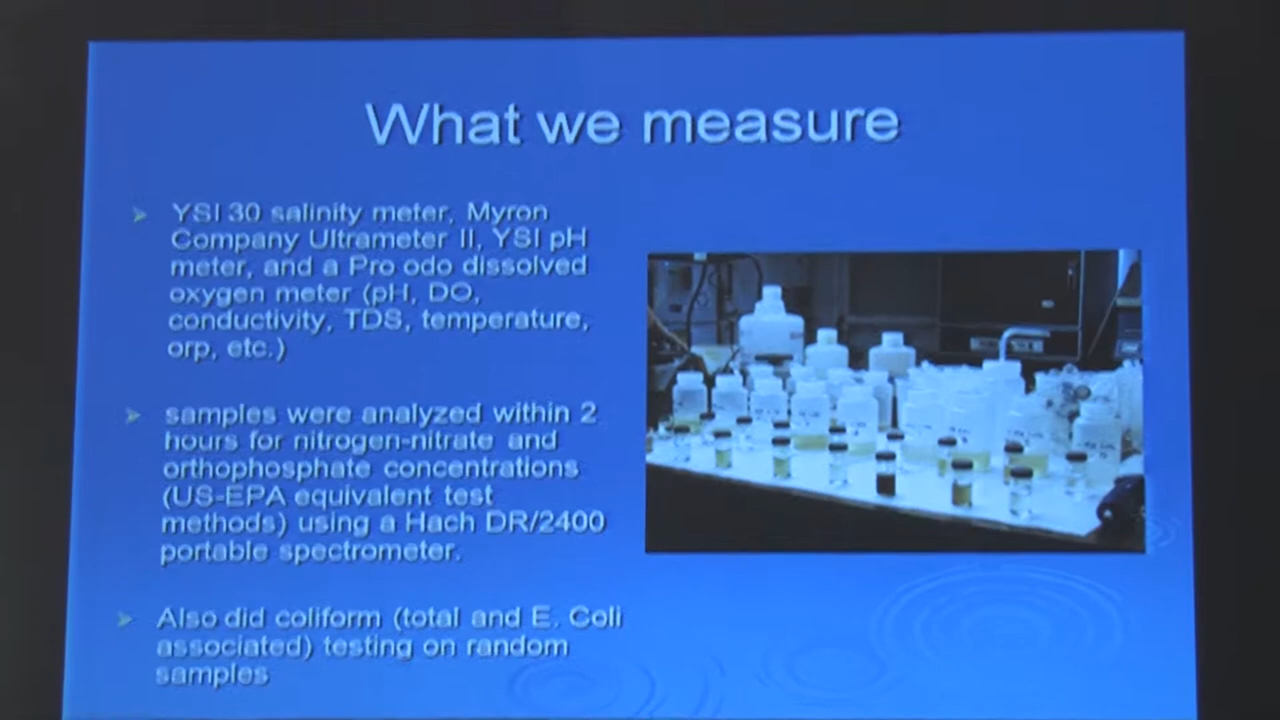 What we measure
YSI 30 salinity meter, Myron
Company Ultrameter II, YSI pH
meter, and a Pro odo dissolved
oxygen meter (pH, DO,
conductivity, TDS, temperature,
orp, etc.)
samples were analyzed within 2
hours for nitrogen-nitrate and
orthophosphate concentrations
(US-EPA equivalent test
methods) using a Hach DR/2400
portable spectrometer.
Also did coliform (total and E. Coli
associated) testing on random
samples